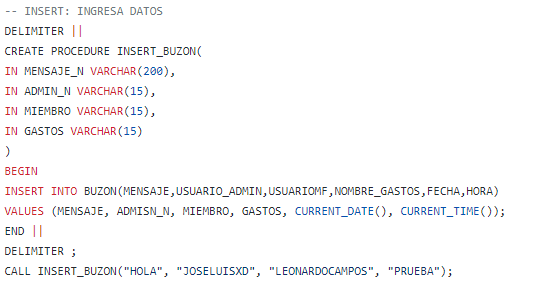 -- INSERT: INGRESA DATOS
DELIMITER ||
CREATE PROCEDURE INSERT_BUZON(
IN MENSAJE_N VARCHAR(200),
IN ADMIN_N VARCHAR(15),
IN MIEMBRO VARCHAR(15),
IN GASTOS VARCHAR(15)
)
BEGIN
INSERT INTO BUZON(MENSAJE,USUARIO_ADMIN,USUARIOMF,NOMBRE_GASTOS,FECHA,HORA)
VALUES (MENSAJE, ADMISN_N, MIEMBRO, GASTOS, CURRENT_DATE(), CURRENT_TIME());
END ||
DELIMITER ;
CALL INSERT_BUZON("HOLA", "JOSELUISXD", "LEONARDOCAMPOS", "PRUEBA");